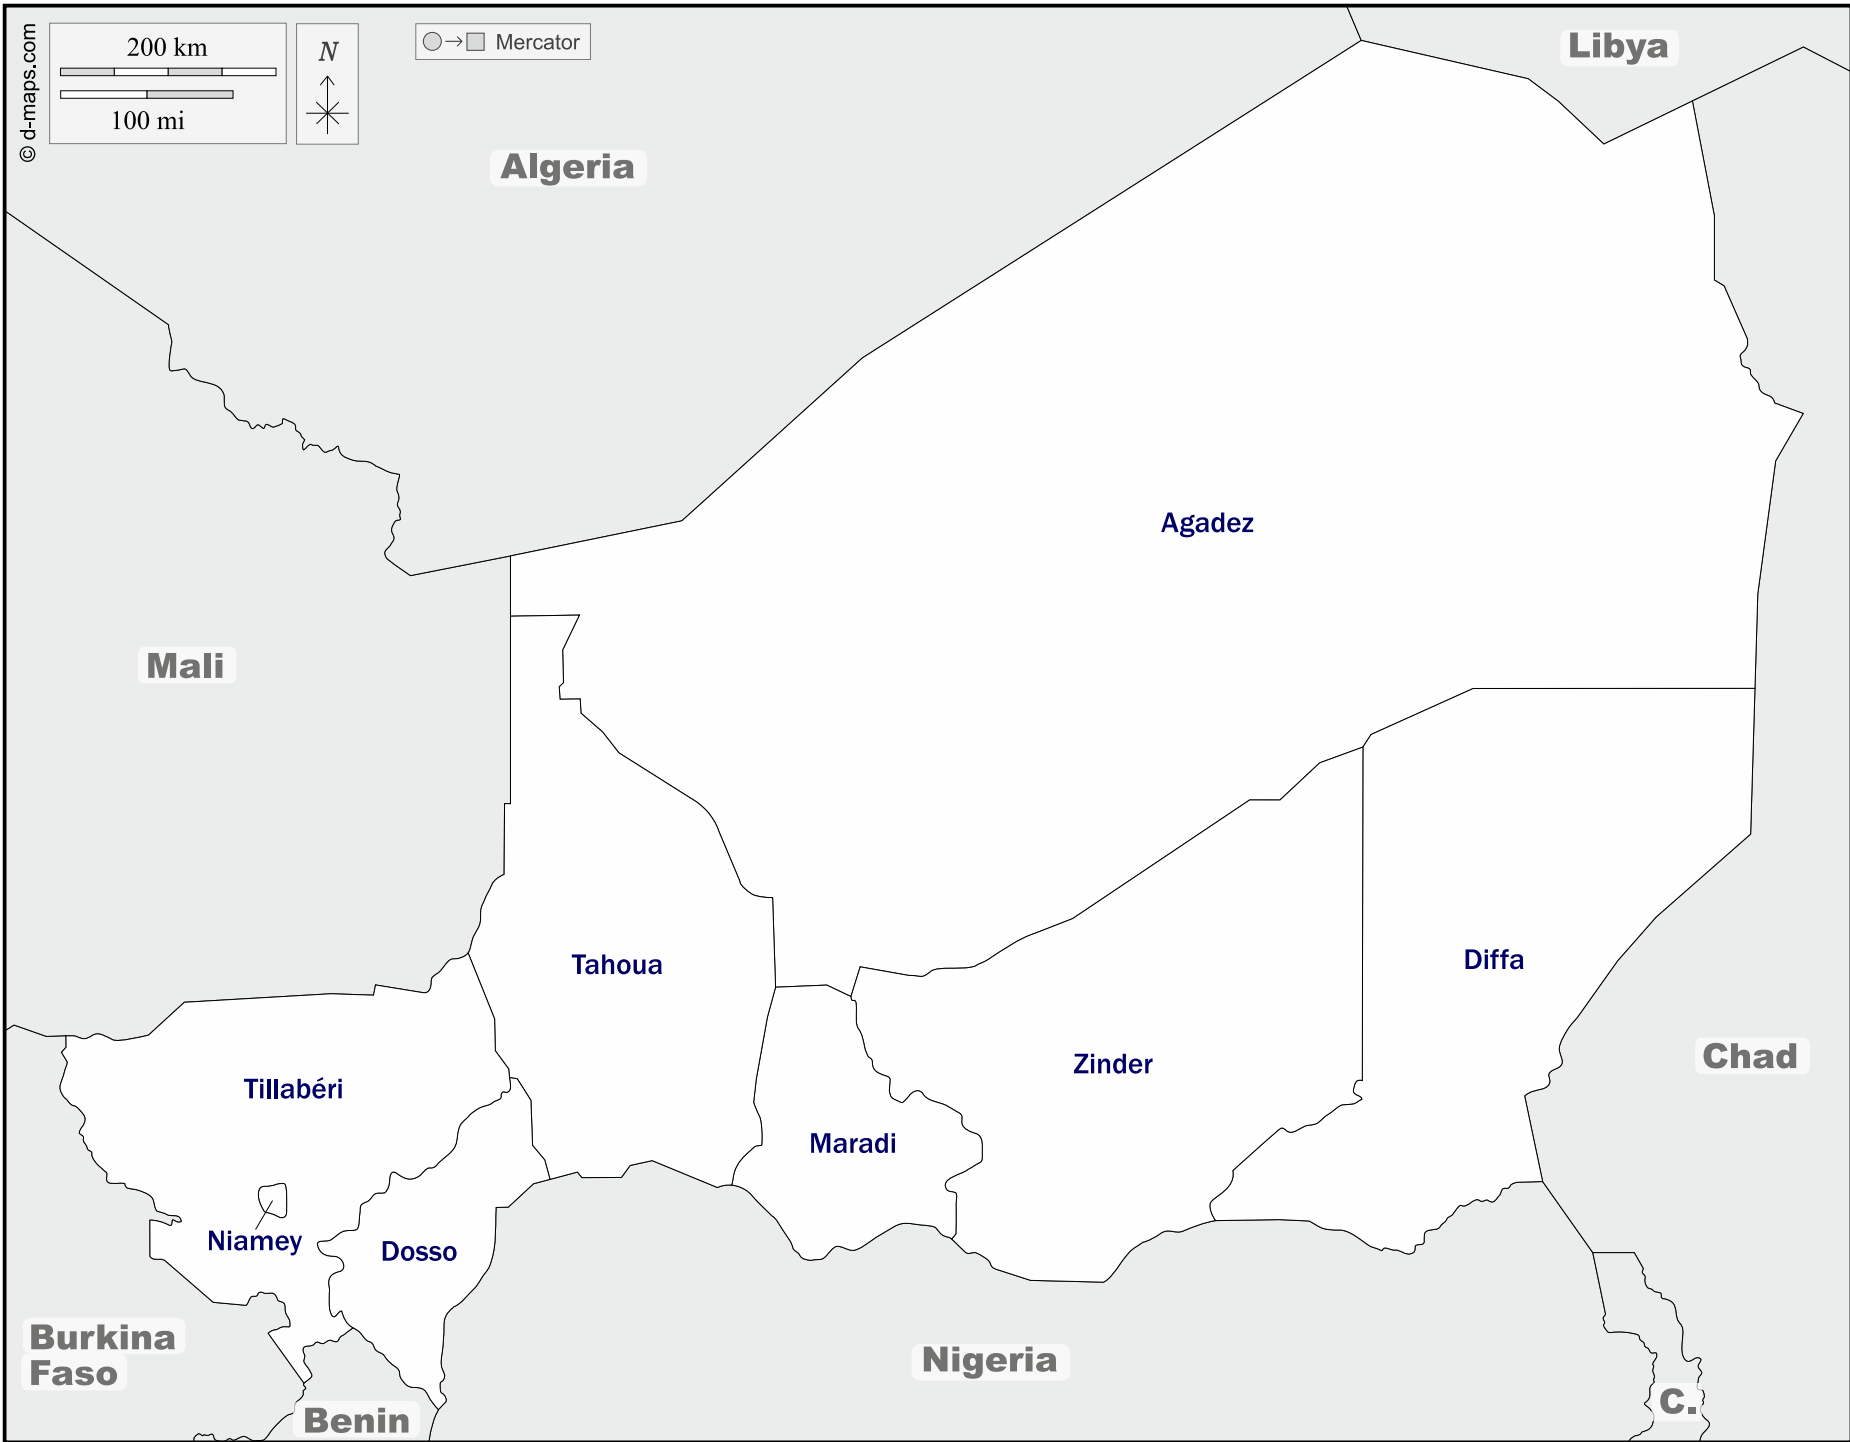 © d-maps.com
200 km
100 mi
N
Mercator
Libya
Algeria
Agadez
Mali
Tahoua
Diffa
Chad
Zinder
Tillabéri
Maradi
Niamey
Dosso
Burkina
Faso
Nigeria
Benin
C.